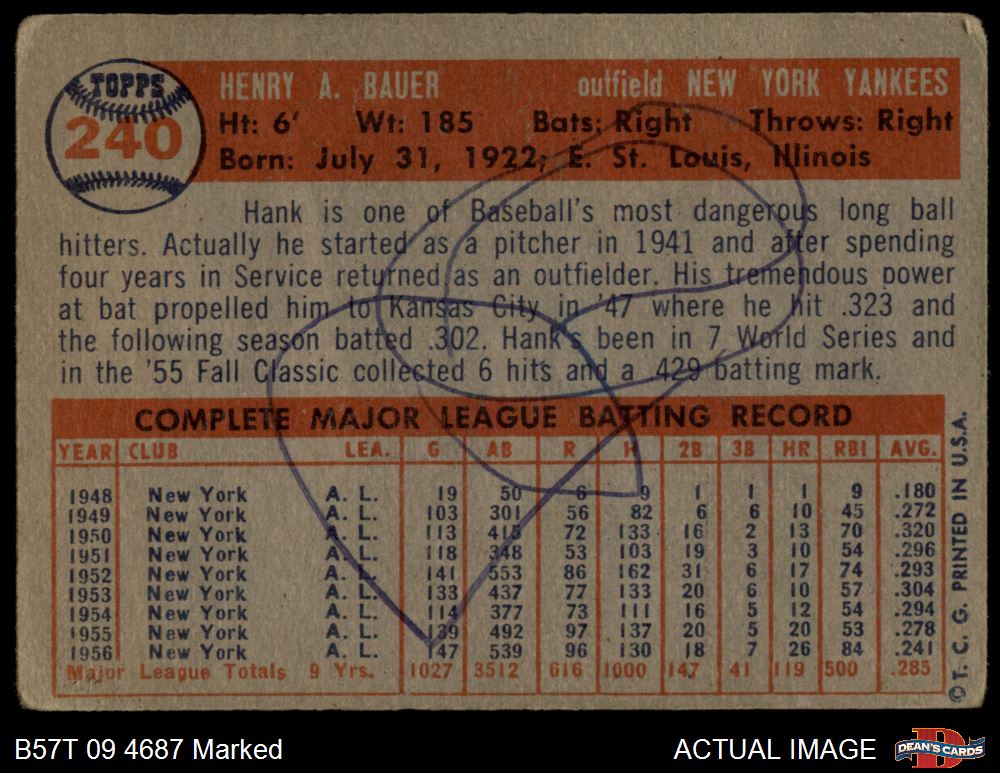 TOPPS
240
HENRY A. BAUER outfield NEW YORK YANKEES
Ht: 6' Wt: 185 Bats: Right Throws: Right
Born: July 31, 1922, E. St. Louis, Illinois
Hank is one of Baseball's most dangerous long ball
hitters. Actually he started as a pitcher in 1941 and after spending
four years in Service returned as an outfielder. His tremendous power
at bat propelled him to Kansas City in '47 where he hit .323 and
the following season batted .302. Hank's been in 7 World Series and
in the '55 Fall Classic collected 6 hits and a .429 batting mark.
COMPLETE MAJOR LEAGUE BATTING RECORD
YEAR CLUB LEA. G AB R H 2B 3B HR RBI AVG.
1948 New York A. L. 19 50 6 9 1 1 1 9 .180
1949 New York A. L. 103 301 56 82 6 6 10 45 .272
1950 New York A. L. 113 415 72 133 16 2 13 70 .320
1951 New York A. L. 118 348 53 103 19 3 10 54 .296
1952 New York A. L. 141 553 86 162 31 6 17 74 .293
1953 New York A. L. 133 437 77 133 20 6 10 57 .304
1954 New York A. L. 114 377 73 111 16 5 12 54 .294
1955 New York A. L. 139 492 97 137 20 5 20 53 .278
1956 New York A. L. 147 539 96 130 18 7 26 84 .241
Major League Totals 9 Yrs. 1027 3512 616 1000 147 41 119 500 .285
©T. C. G. PRINTED IN U.S.A.
B57T 09 4687 Marked
ACTUAL IMAGE
D
DEAN'S CARDS